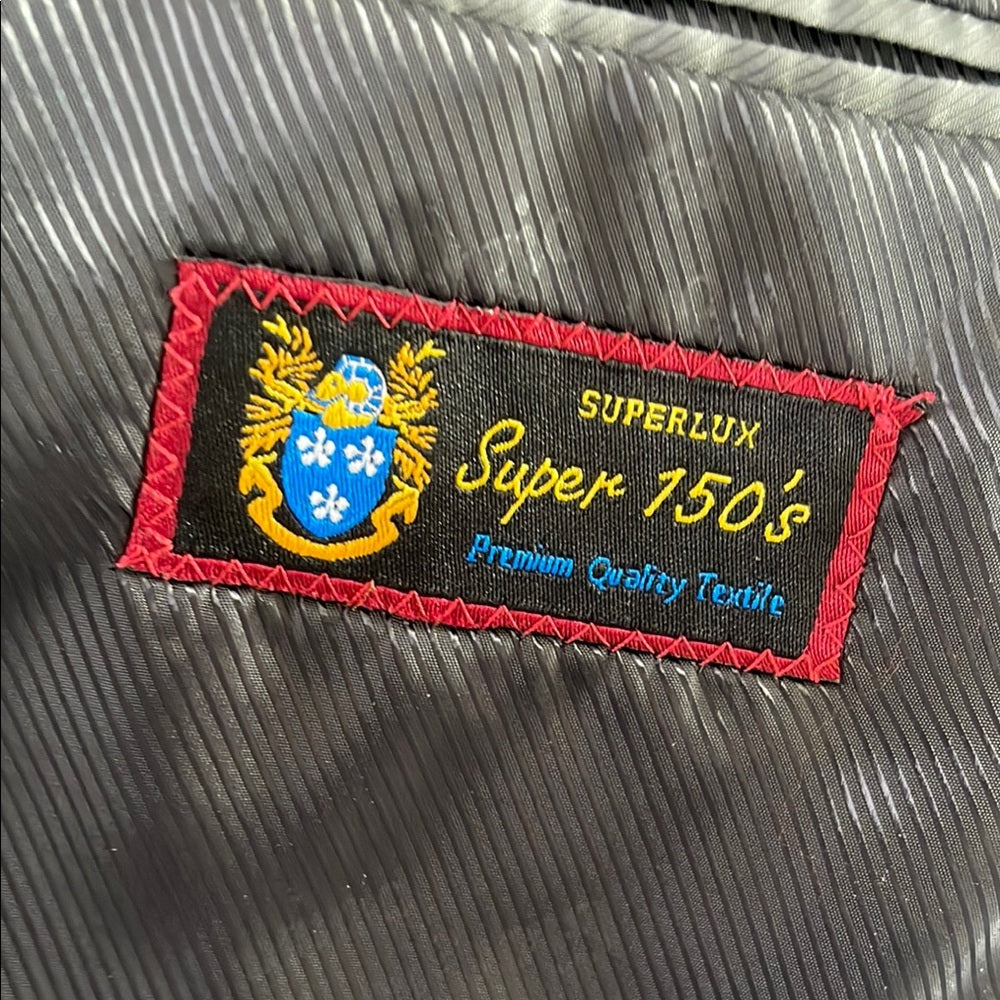 SUPERLUX
Super 150's
Premium Quality Textile